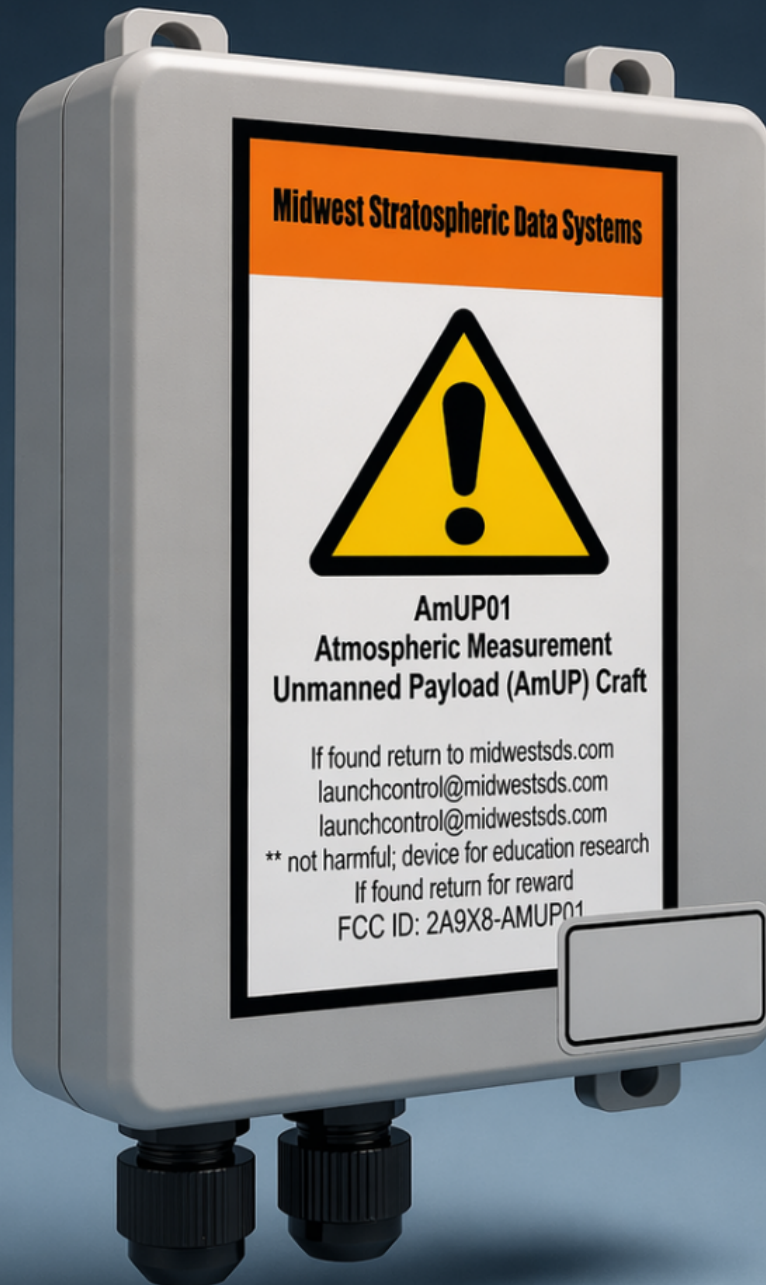 Midwest Stratospheric Data Systems
AmUP01
Atmospheric Measurement
Unmanned Payload (AmUP) Craft
If found return to midwestsds.com
launchcontrol@midwestsds.com
launchcontrol@midwestsds.com
** not harmful; device for education research
If found return for reward
FCC ID: 2A9X8-AMUP01